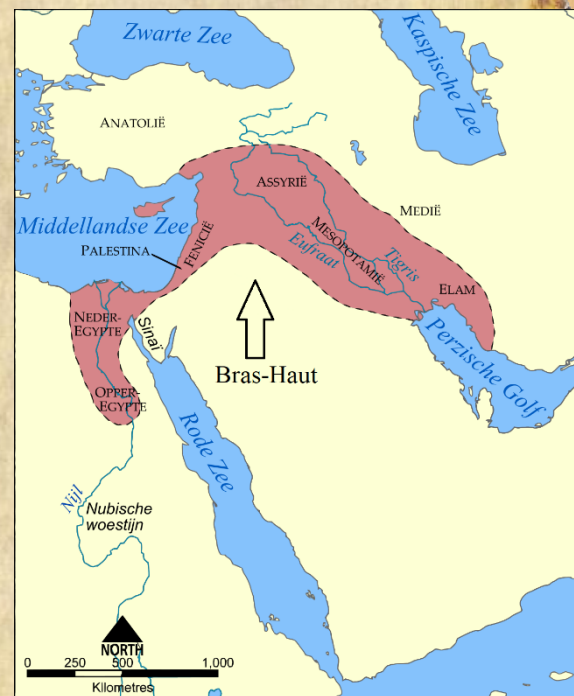 Zwarte Zee
Kaspische Zee
ANATOLIË
ASSYRIË
MEDIË
Middellandse Zee
PALESTINA
FENICIË
MESOPOTAMIË
Eufraat
Tigris
ELAM
NEDER-
EGYPTE
Sinaï
Perzische Golf
Bras-Haut
OPPER-
EGYPTE
Rode Zee
Nijl
Nubische
woestijn
NORTH
0 250 500 1,000
Kilometres